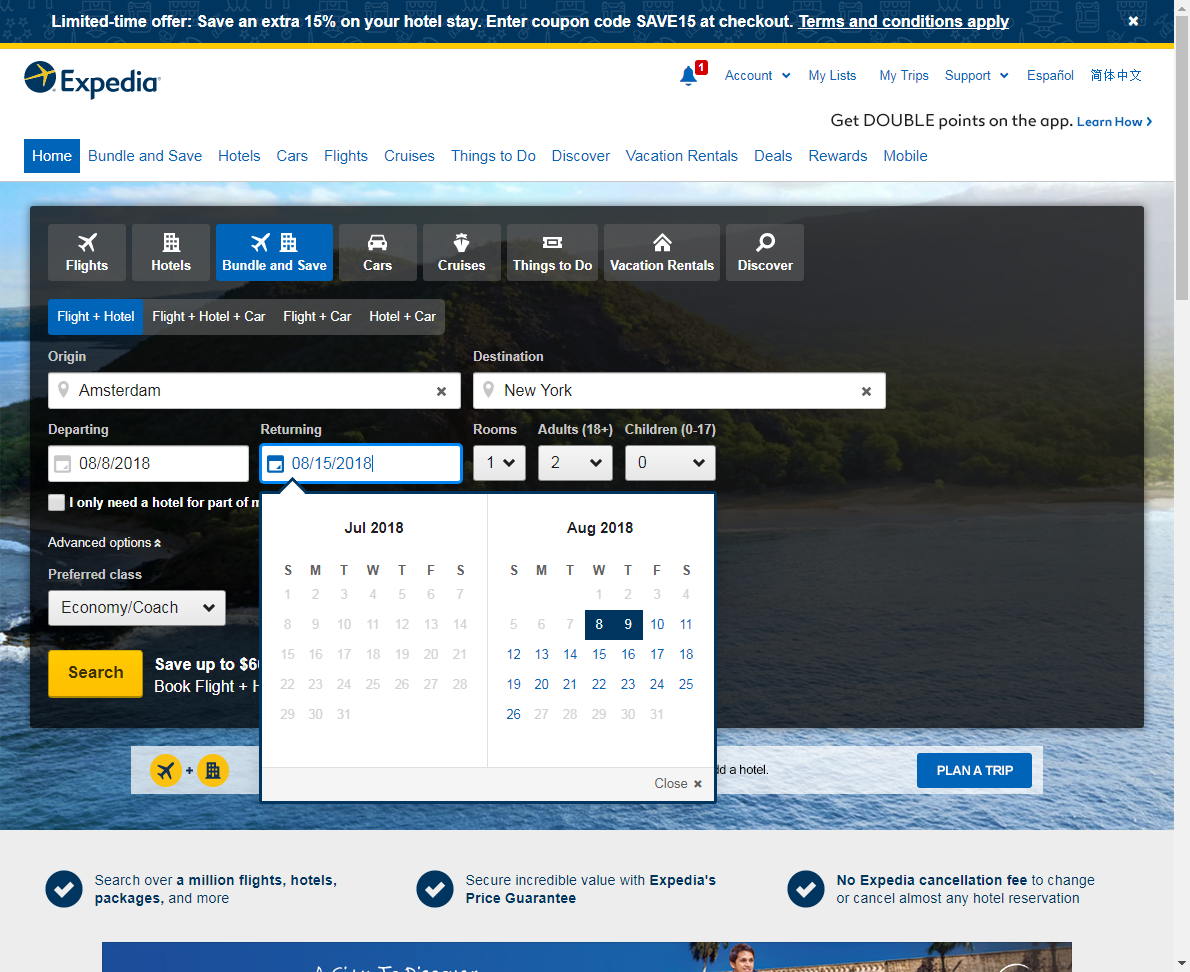 Limited-time offer: Save an extra 15% on your hotel stay. Enter coupon code SAVE15 at checkout. Terms and conditions apply
Expedia
1
Account My Lists My Trips Support Español 简体中文
Get DOUBLE points on the app. Learn How
Home Bundle and Save Hotels Cars Flights Cruises Things to Do Discover Vacation Rentals Deals Rewards Mobile
Flights Hotels Bundle and Save Cars Cruises Things to Do Vacation Rentals Discover
Flight + Hotel Flight + Hotel + Car Flight + Car Hotel + Car
Origin Destination
Amsterdam New York
Departing Returning Rooms Adults (18+) Children (0-17)
08/8/2018 08/15/2018 1 2 0
I only need a hotel for part of
Advanced options
Preferred class
Economy/Coach
Search
Save up to $6
Book Flight +
Jul 2018
S M T W T F S
1 2 3 4 5 6 7
8 9 10 11 12 13 14
15 16 17 18 19 20 21
22 23 24 25 26 27 28
29 30 31
Aug 2018
S M T W T F S
1 2 3 4
5 6 7 8 9 10 11
12 13 14 15 16 17 18
19 20 21 22 23 24 25
26 27 28 29 30 31
Close
+
a hotel.
PLAN A TRIP
Search over a million flights, hotels,
packages, and more
Secure incredible value with Expedia's
Price Guarantee
No Expedia cancellation fee to change
or cancel almost any hotel reservation